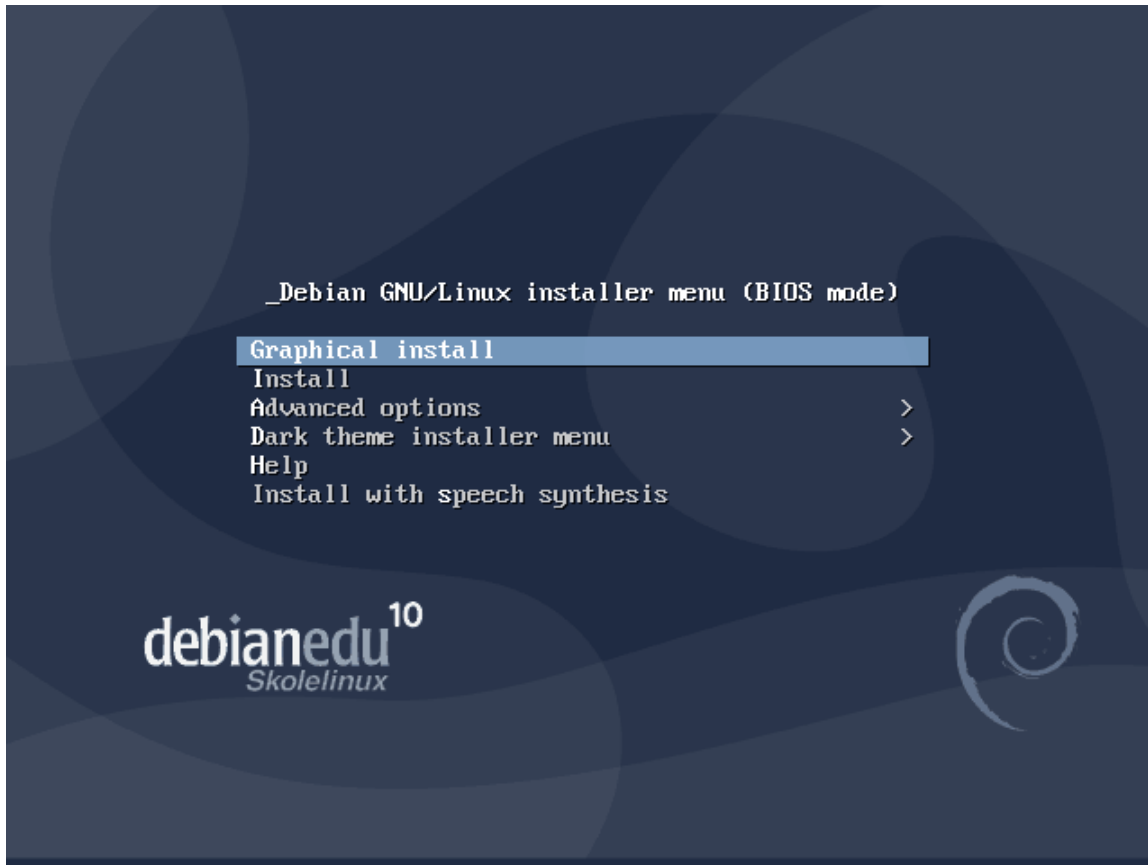 _Debian GNU/Linux installer menu (BIOS mode)
Graphical install
Install
Advanced options >
Dark theme installer menu >
Help
Install with speech synthesis
debianedu 10
Skolelinux